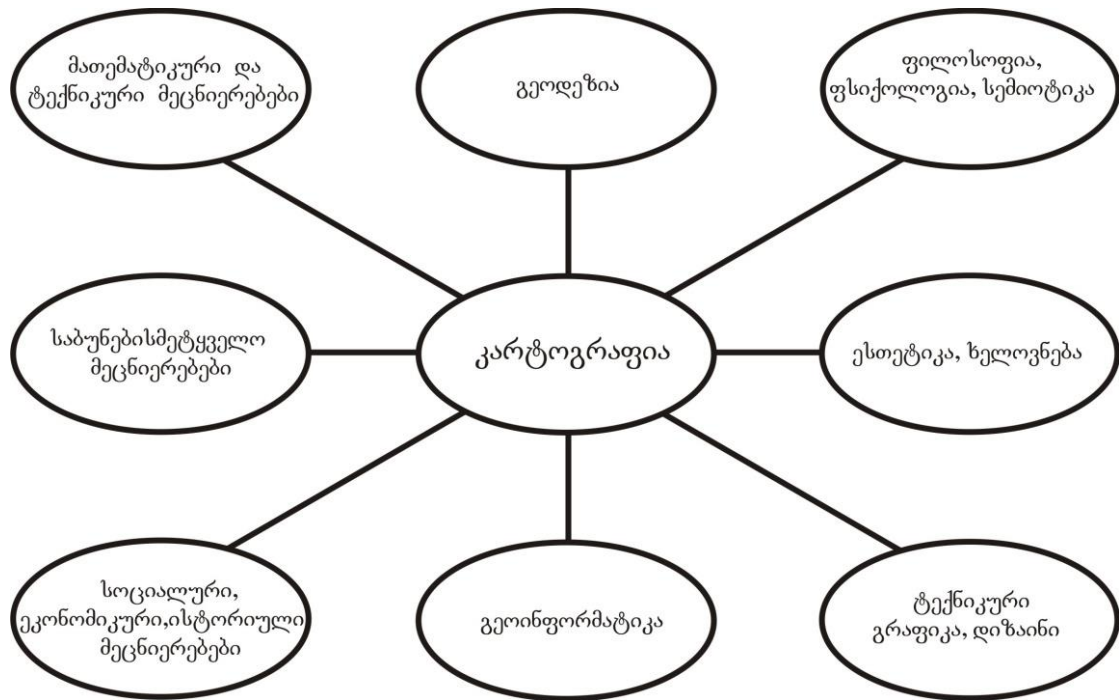 მათემატიკური და
ტექნიკური მეცნიერებები
გეოდეზია
ფილოსოფია,
ფსიქოლოგია, სემიოტიკა
საბუნებისმეტყველო
მეცნიერებები
კარტოგრაფია
ესთეტიკა, ხელოვნება
სოციალური,
ეკონომიკური,ისტორიული
მეცნიერებები
გეოინფორმატიკა
ტექნიკური
გრაფიკა, დიზაინი